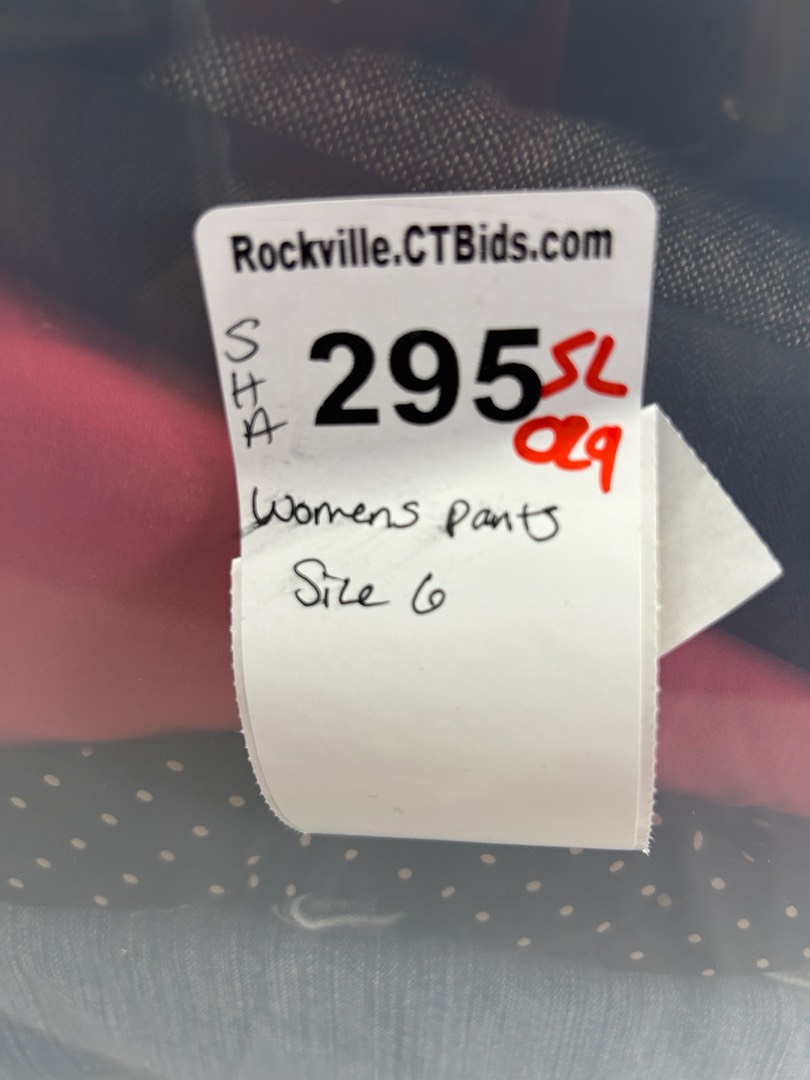 Rockville.CTBids.com
S
H
A
295
SL
029
Womens pants
Size 6